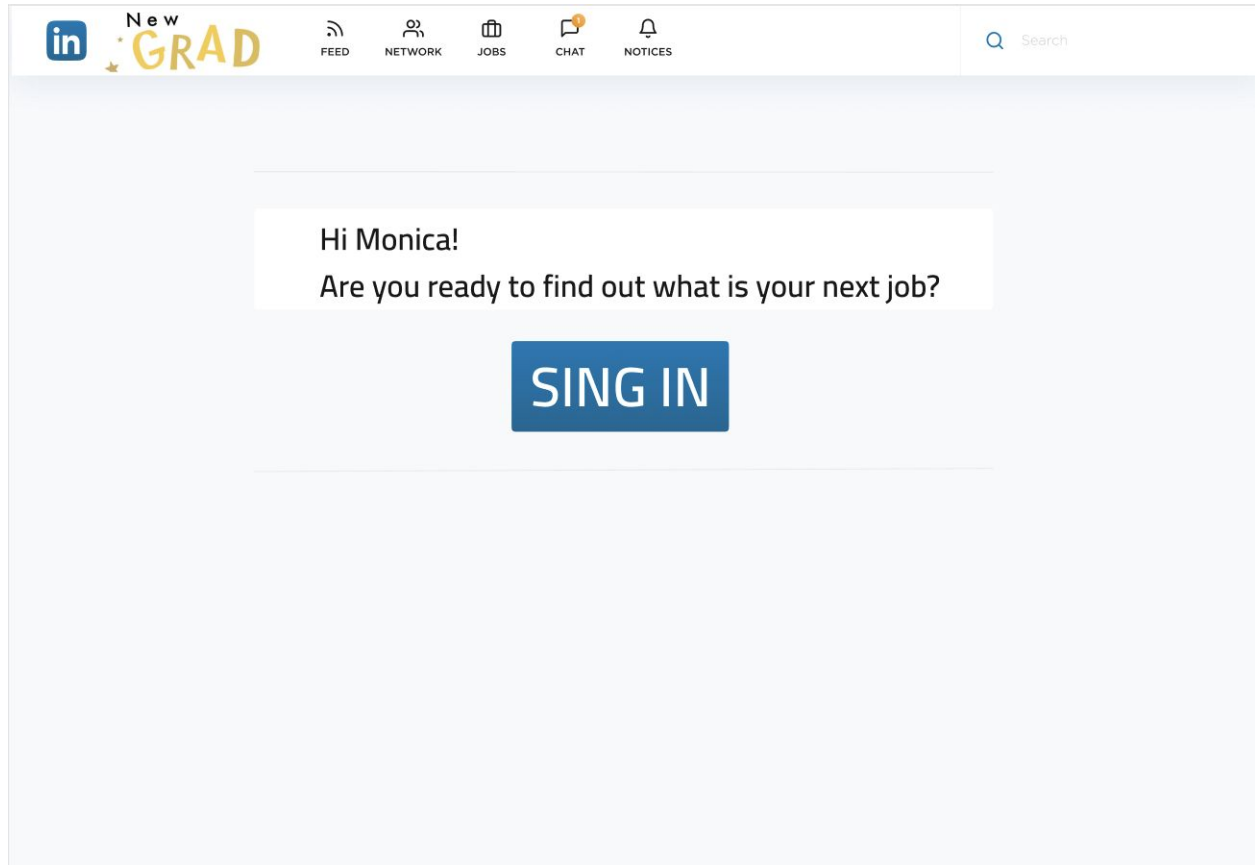 in
New
GRAD
FEED NETWORK JOBS CHAT NOTICES
1
Search
Hi Monica!
Are you ready to find out what is your next job?
SING IN